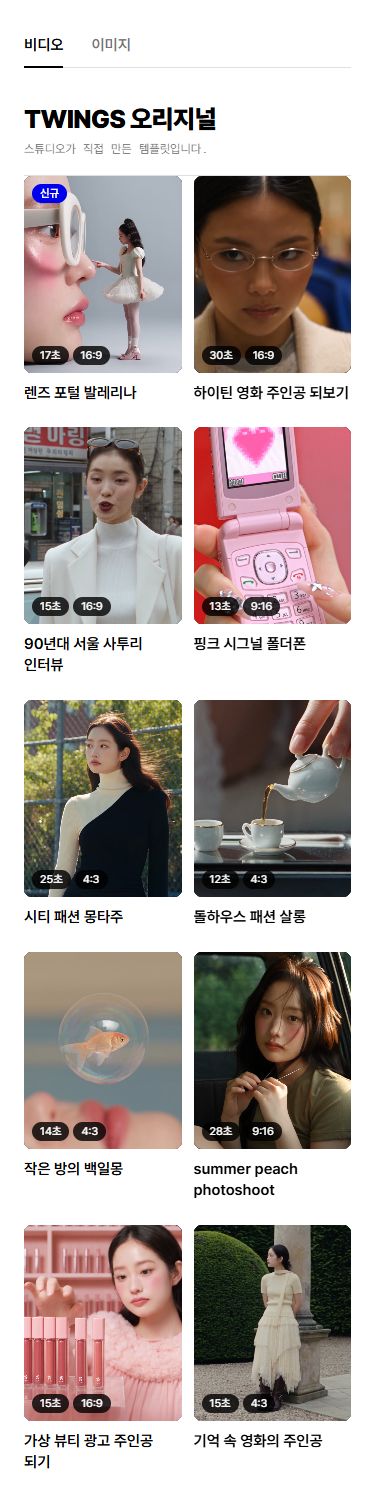 비디오 이미지
TWINGS 오리지널
스튜디오가 직접 만든 템플릿입니다.
신규
17초 16:9
30초 16:9
렌즈 포털 발레리나
하이틴 영화 주인공 되보기
15초 16:9
13초 9:16
90년대 서울 사투리
인터뷰
핑크 시그널 폴더폰
25초 4:3
12초 4:3
시티 패션 몽타주
돌하우스 패션 살롱
14초 4:3
28초 9:16
작은 방의 백일몽
summer peach
photoshoot
15초 16:9
15초 4:3
가상 뷰티 광고 주인공
되기
기억 속 영화의 주인공